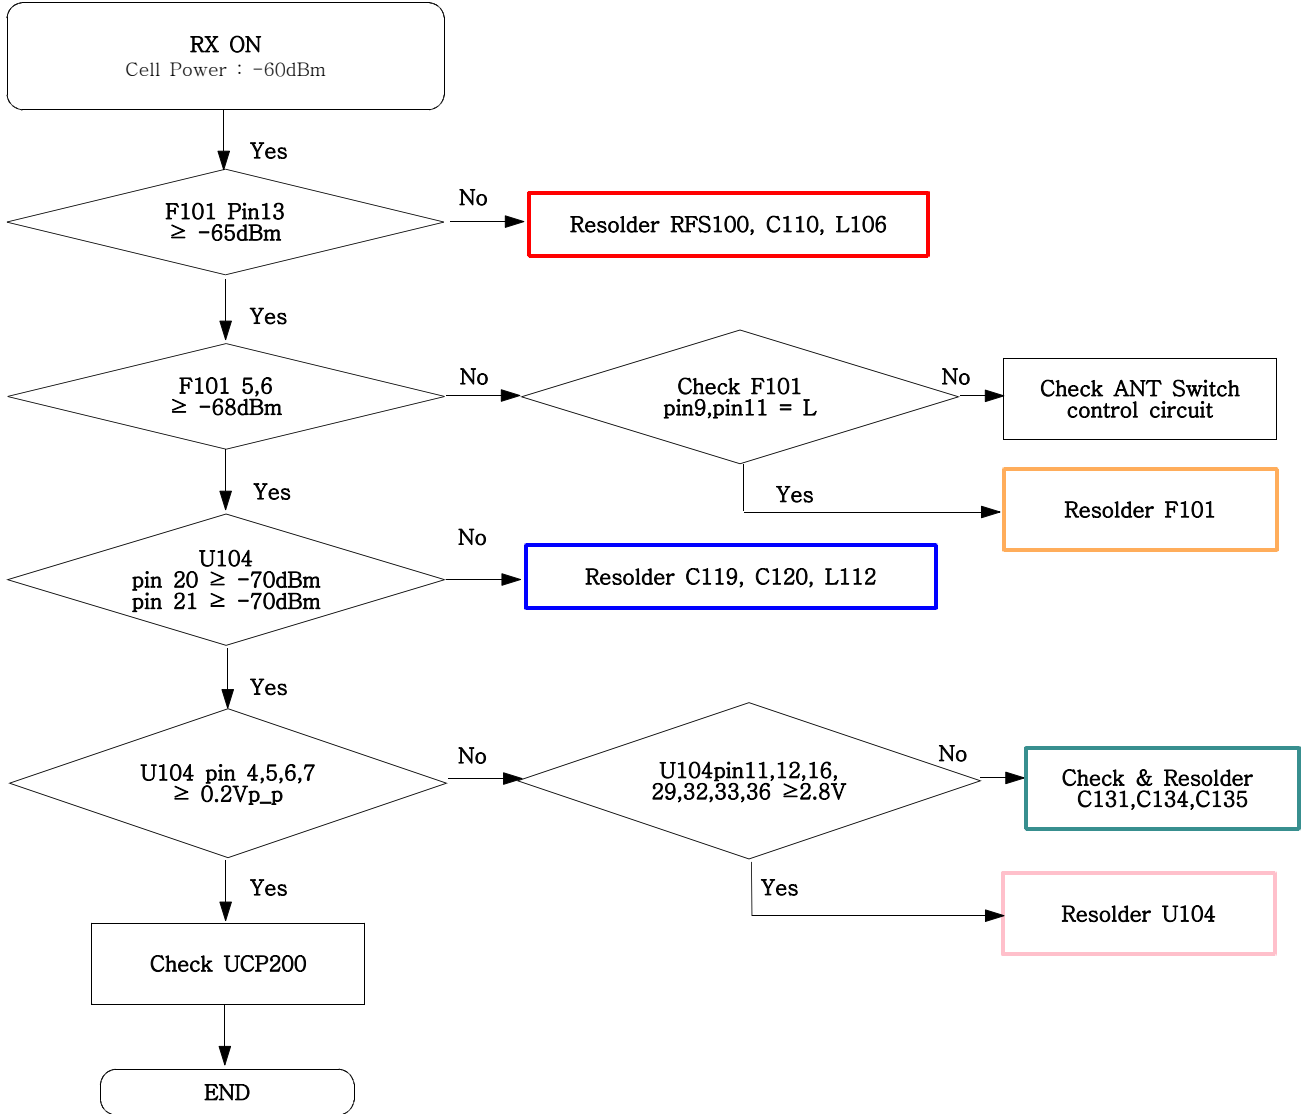 RX ON
Cell Power : -60dBm
Yes
F101 Pin13
≥ -65dBm
No
Resolder RFS100, C110, L106
Yes
F101 5,6
≥ -68dBm
No
Check F101
pin9,pin11 = L
No
Check ANT Switch
control circuit
Yes
Resolder F101
Yes
U104
pin 20 ≥ -70dBm
pin 21 ≥ -70dBm
No
Resolder C119, C120, L112
Yes
U104 pin 4,5,6,7
≥ 0.2Vp_p
No
U104pin11,12,16,
29,32,33,36 ≥2.8V
No
Check & Resolder
C131,C134,C135
Yes
Resolder U104
Yes
Check UCP200
END